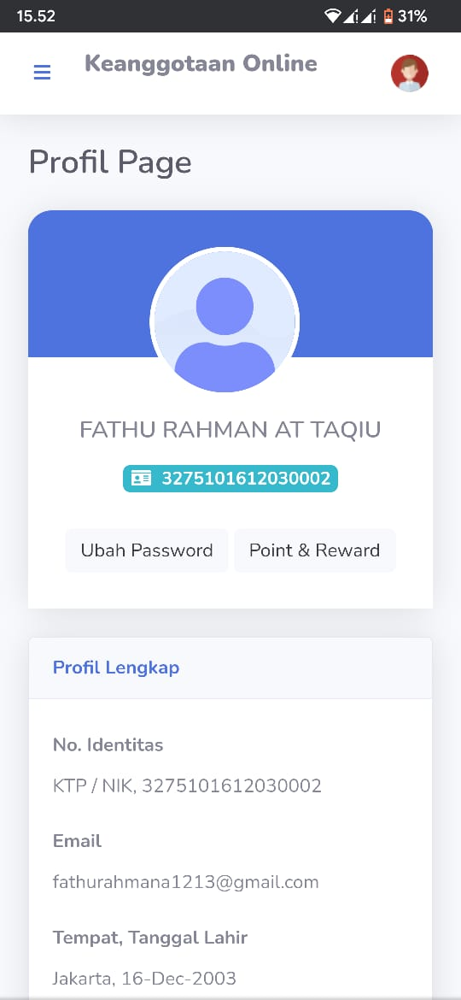 15.52
31%
Keanggotaan Online
Profil Page
FATHU RAHMAN AT TAQIU
3275101612030002
Ubah Password
Point & Reward
Profil Lengkap
No. Identitas
KTP / NIK, 3275101612030002
Email
fathurahmana1213@gmail.com
Tempat, Tanggal Lahir
Jakarta, 16-Dec-2003